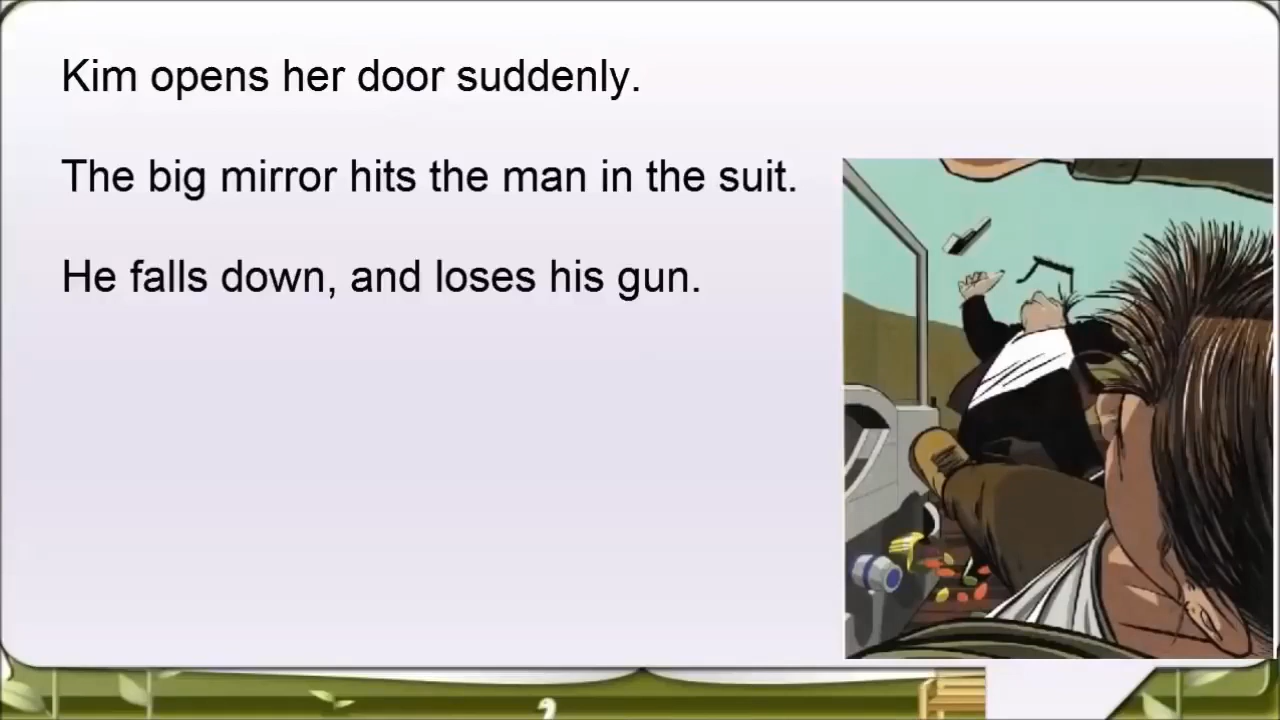 Kim opens her door suddenly.
The big mirror hits the man in the suit.
He falls down, and loses his gun.